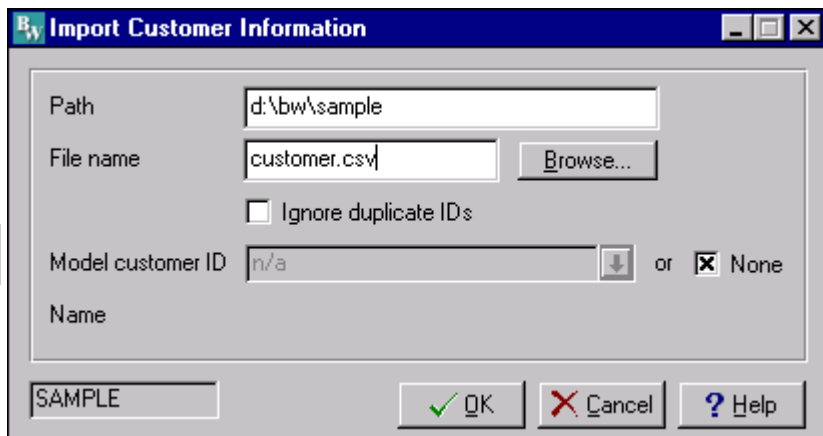 BW Import Customer Information
Path d:\bw\sample
File name customer.csv Browse...
Ignore duplicate IDs
Model customer ID n/a or None
Name
SAMPLE OK Cancel ? Help